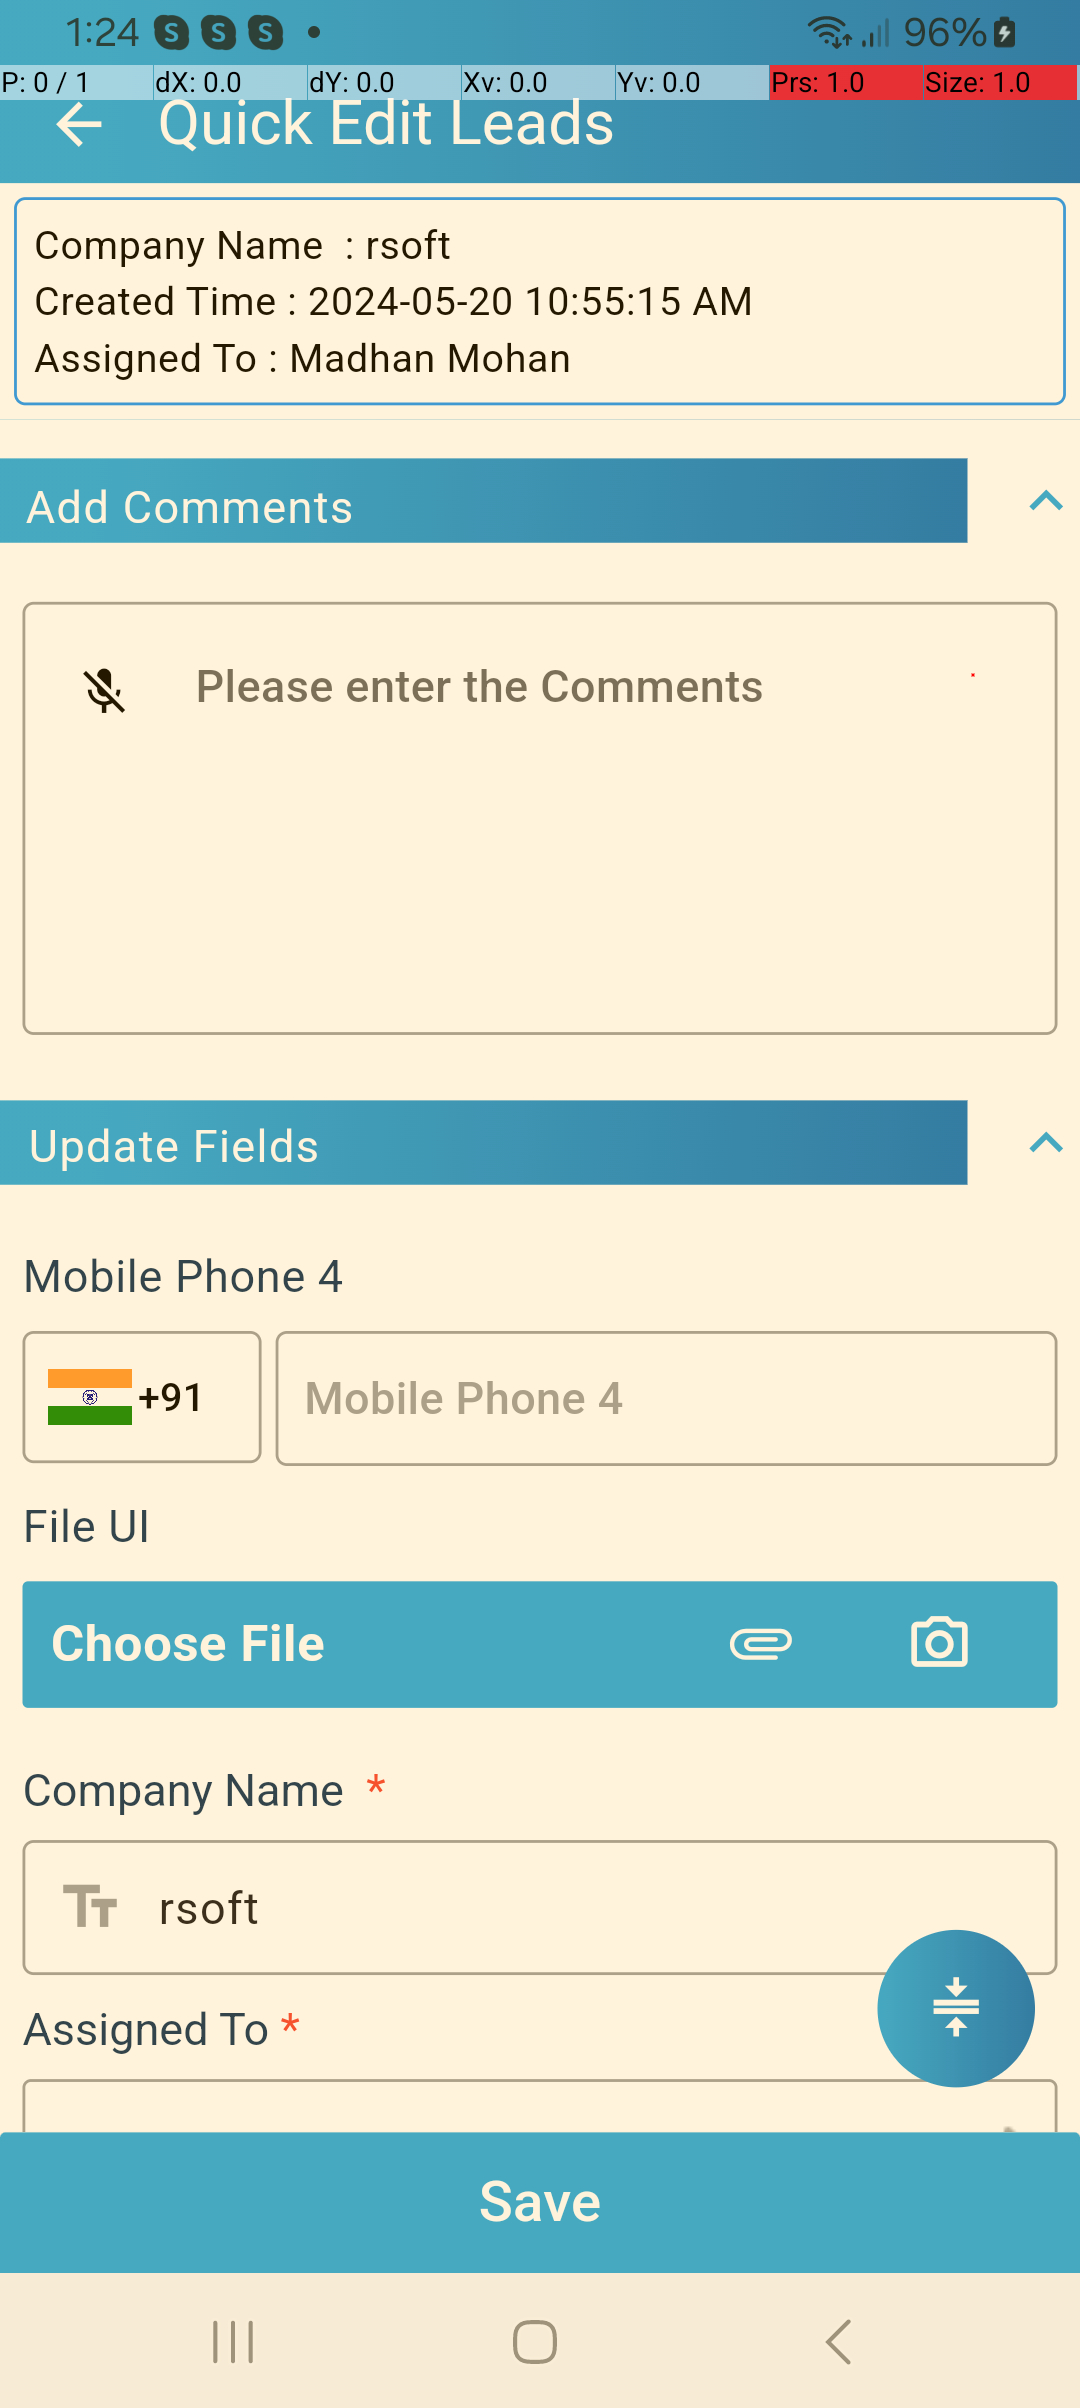 1:24 S S S 96%
P: 0 / 1 dX: 0.0 dY: 0.0 Xv: 0.0 Yv: 0.0 Prs: 1.0 Size: 1.0
Quick Edit Leads
Company Name : rsoft
Created Time : 2024-05-20 10:55:15 AM
Assigned To : Madhan Mohan
Add Comments
Please enter the Comments
Update Fields
Mobile Phone 4
+91 Mobile Phone 4
File UI
Choose File
Company Name *
Tт rsoft
Assigned To *
Save